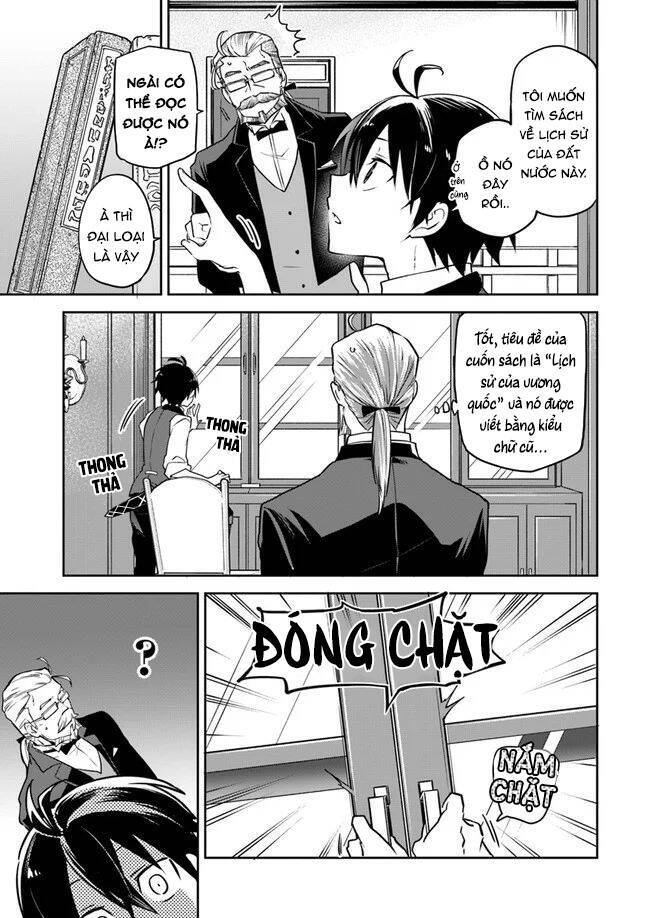 TÔI MUỐN
TÌM SÁCH
VỀ LỊCH SỬ
CỦA ĐẤT
NƯỚC NÀY.
Ồ NÓ
ĐÂY
RỒI..
Ở
trên
cùng
NGÀI CÓ
THỂ ĐỌC
ĐƯỢC NÓ
À!?
À THÌ
ĐẠI LOẠI
LÀ VẬY
Tốt, tiêu đề của
cuốn sách là “Lịch
sử của vương
quốc” và nó được
viết bằng kiểu
chữ cũ...
THONG
THẢ
THONG
THẢ
ĐÓNG CHẶT
NẮM
CHẶT
?